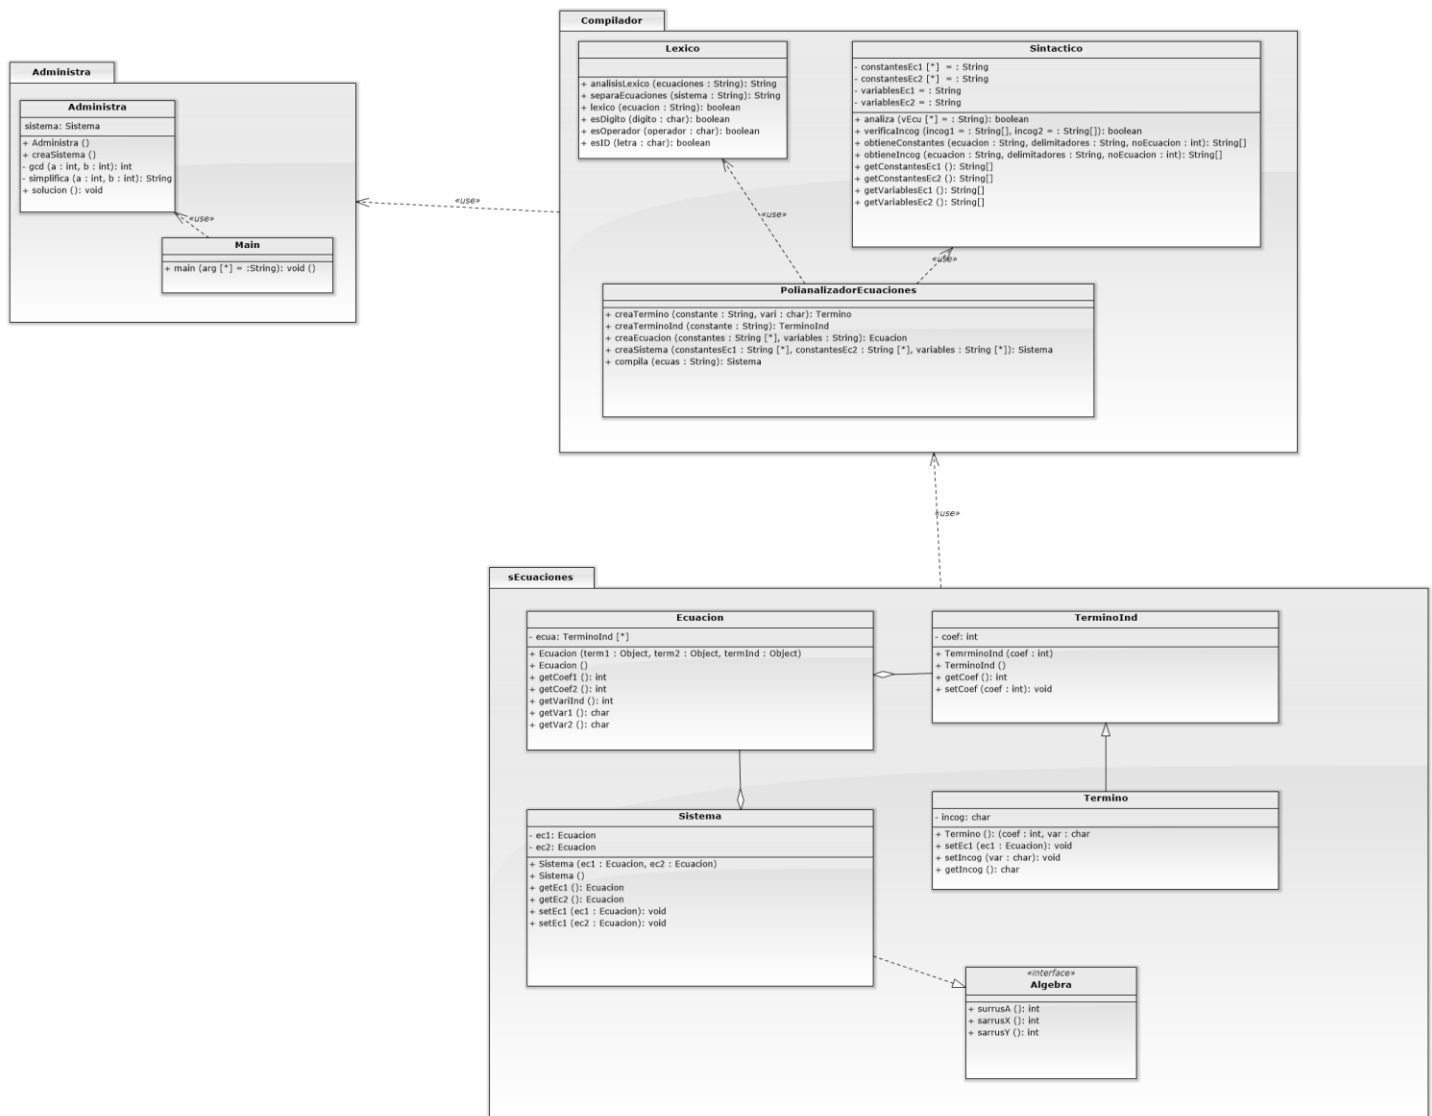 Compilador
Lexico
+ analisisLexico (ecuaciones : String): String
+ separaEcuaciones (sistema : String): String
+ lexico (ecuacion : String): boolean
+ esDigito (digito : char): boolean
+ esOperador (operador : char): boolean
+ esID (letra : char): boolean
Sintactico
- constantesEc1 [*] = : String
- constantesEc2 [*] = : String
- variablesEc1 = : String
- variablesEc2 = : String
+ analiza (vEcu [*] = : String): boolean
+ verificaIncog (incog1 = : String[], incog2 = : String[]): boolean
+ obtieneConstantes (ecuacion : String, delimitadores : String, noEcuacion : int): String[]
+ obtieneIncog (ecuacion : String, delimitadores : String, noEcuacion : int): String[]
+ getConstantesEc1 (): String[]
+ getConstantesEc2 (): String[]
+ getVariablesEc1 (): String[]
+ getVariablesEc2 (): String[]
Administra
Administra
sistema: Sistema
+ Administra ()
+ creaSistema ()
- gcd (a : int, b : int): int
- simplifica (a : int, b : int): String
+ solucion (): void
«use»
Main
+ main (arg [*] = :String): void ()
«use»
«use»
«use»
PolianalizadorEcuaciones
+ creaTermino (constante : String, vari : char): Termino
+ creaTerminoInd (constante : String): TerminoInd
+ creaEcuacion (constantes : String [*], variables : String): Ecuacion
+ creaSistema (constantesEc1 : String [*], constantesEc2 : String [*], variables : String [*]): Sistema
+ compila (ecuas : String): Sistema
«use»
sEcuaciones
Ecuacion
- ecua: TerminoInd [*]
+ Ecuacion (term1 : Object, term2 : Object, termInd : Object)
+ Ecuacion ()
+ getCoef1 (): int
+ getCoef2 (): int
+ getVariInd (): int
+ getVar1 (): char
+ getVar2 (): char
TerminoInd
- coef: int
+ TemrminoInd (coef : int)
+ TerminoInd ()
+ getCoef (): int
+ setCoef (coef : int): void
Sistema
- ec1: Ecuacion
- ec2: Ecuacion
+ Sistema (ec1 : Ecuacion, ec2 : Ecuacion)
+ Sistema ()
+ getEc1 (): Ecuacion
+ getEc2 (): Ecuacion
+ setEc1 (ec1 : Ecuacion): void
+ setEc1 (ec2 : Ecuacion): void
Termino
- incog: char
+ Termino (): (coef : int, var : char
+ setEc1 (ec1 : Ecuacion): void
+ setIncog (var : char): void
+ getIncog (): char
«interface»
Algebra
+ surrusA (): int
+ sarrusX (): int
+ sarrusY (): int